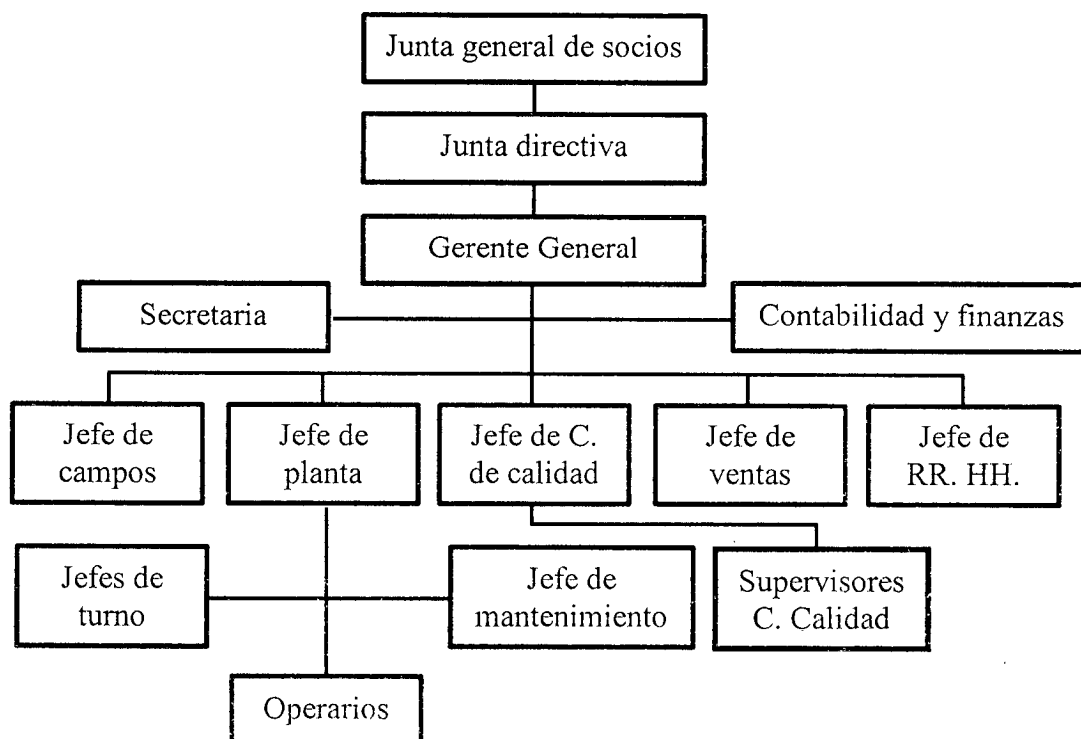 Junta general de socios
Junta directiva
Gerente General
Secretaria
Contabilidad y finanzas
Jefe de
campos
Jefe de
planta
Jefe de C.
de calidad
Jefe de
ventas
Jefe de
RR. HH.
Jefes de
turno
Jefe de
mantenimiento
Supervisores
C. Calidad
Operarios